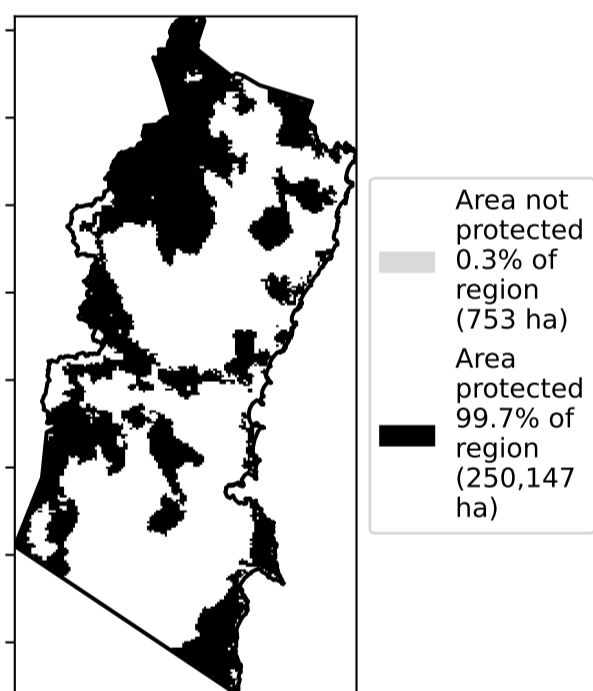 Area not
protected
0.3% of
region
(753 ha)
Area
protected
99.7% of
region
(250,147
ha)